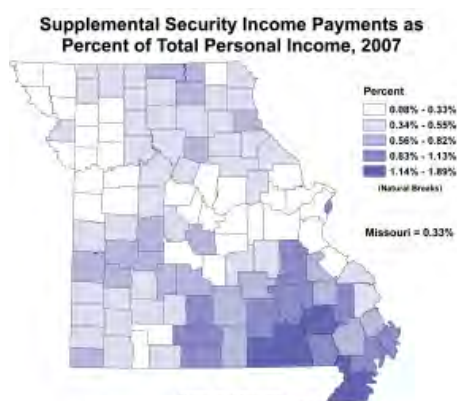 Supplemental Security Income Payments as
Percent of Total Personal Income, 2007
Percent
0.08% - 0.33%
0.34% - 0.55%
0.56% - 0.82%
0.83% - 1.13%
1.14% - 1.89%
(Natural Breaks)
Missouri = 0.33%